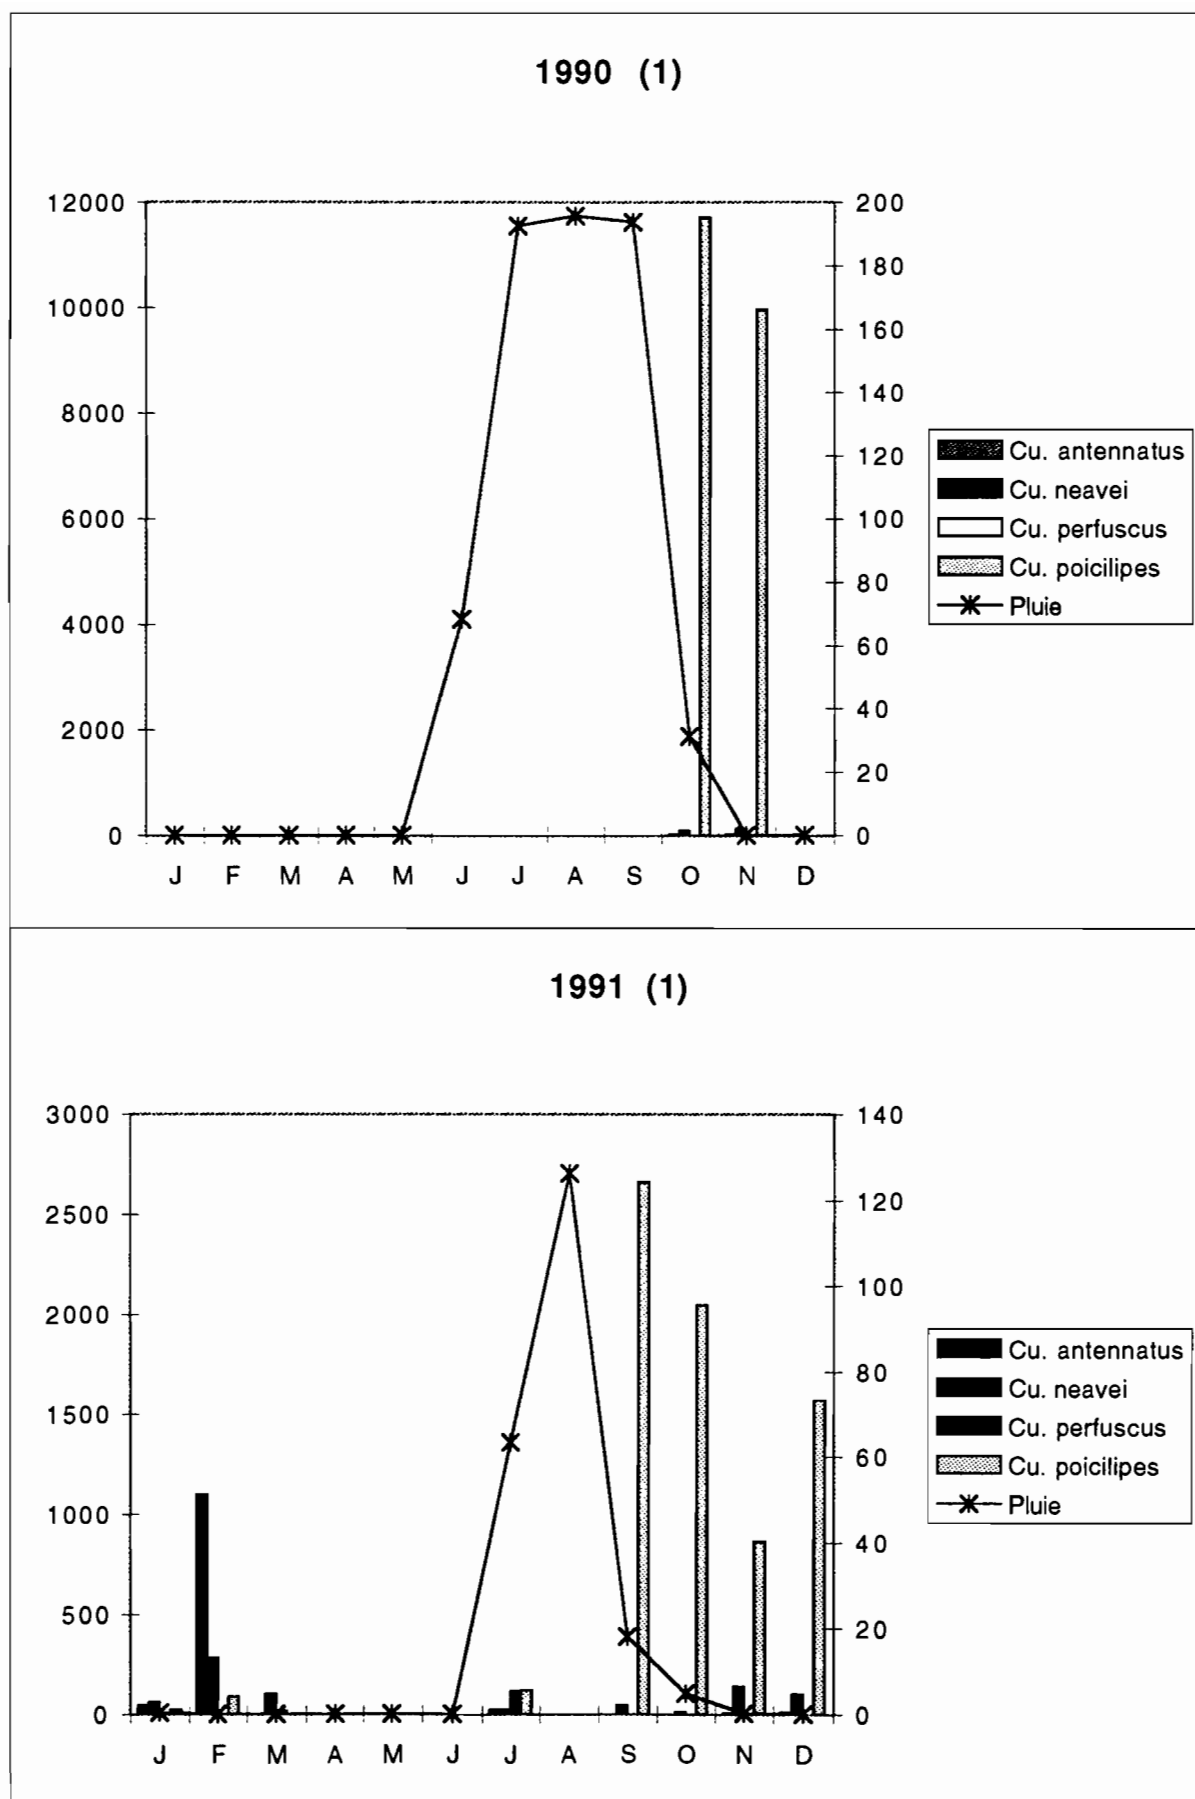 1990 (1)
12000
10000
8000
6000
4000
2000
0
200
180
160
140
120
100
80
60
40
20
0
J F M A M J J A S O N D
Cu. antennatus
Cu. neavei
Cu. perfuscus
Cu. poicilipes
Pluie
1991 (1)
3000
2500
2000
1500
1000
500
0
140
120
100
80
60
40
20
0
J F M A M J J A S O N D
Cu. antennatus
Cu. neavei
Cu. perfuscus
Cu. poicilipes
Pluie